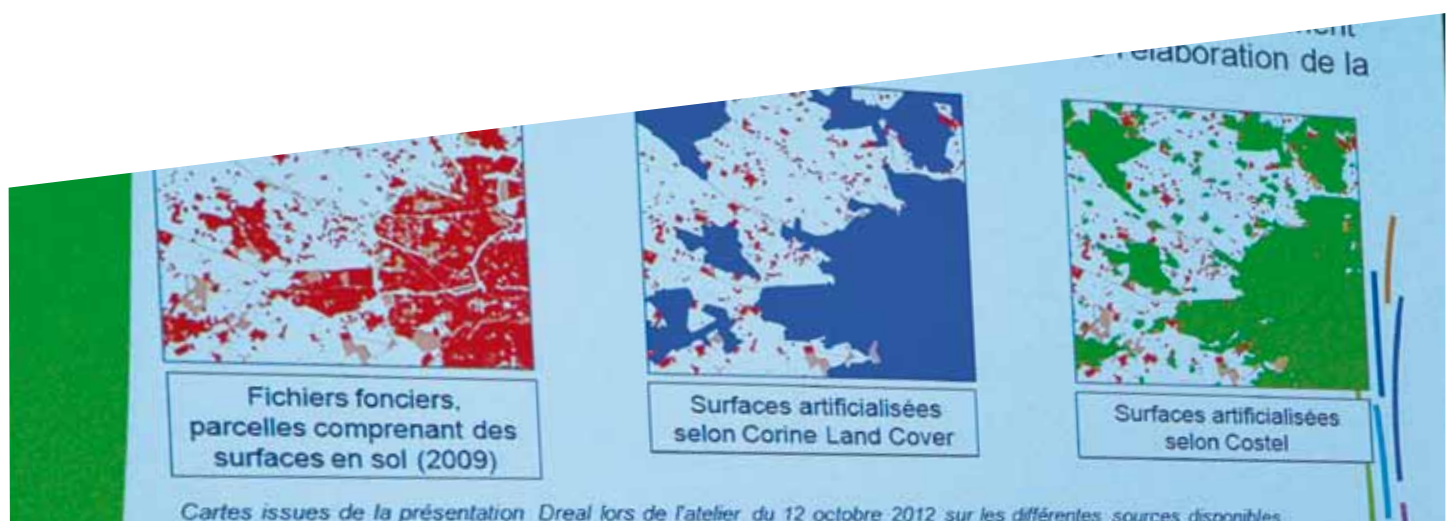 l'élaboration de la
Fichiers fonciers,
parcelles comprenant des
surfaces en sol (2009)
Surfaces artificialisées
selon Corine Land Cover
Surfaces artificialisées
selon Costel
Cartes issues de la présentation Dreal lors de l'atelier du 12 octobre 2012 sur les différentes sources disponibles